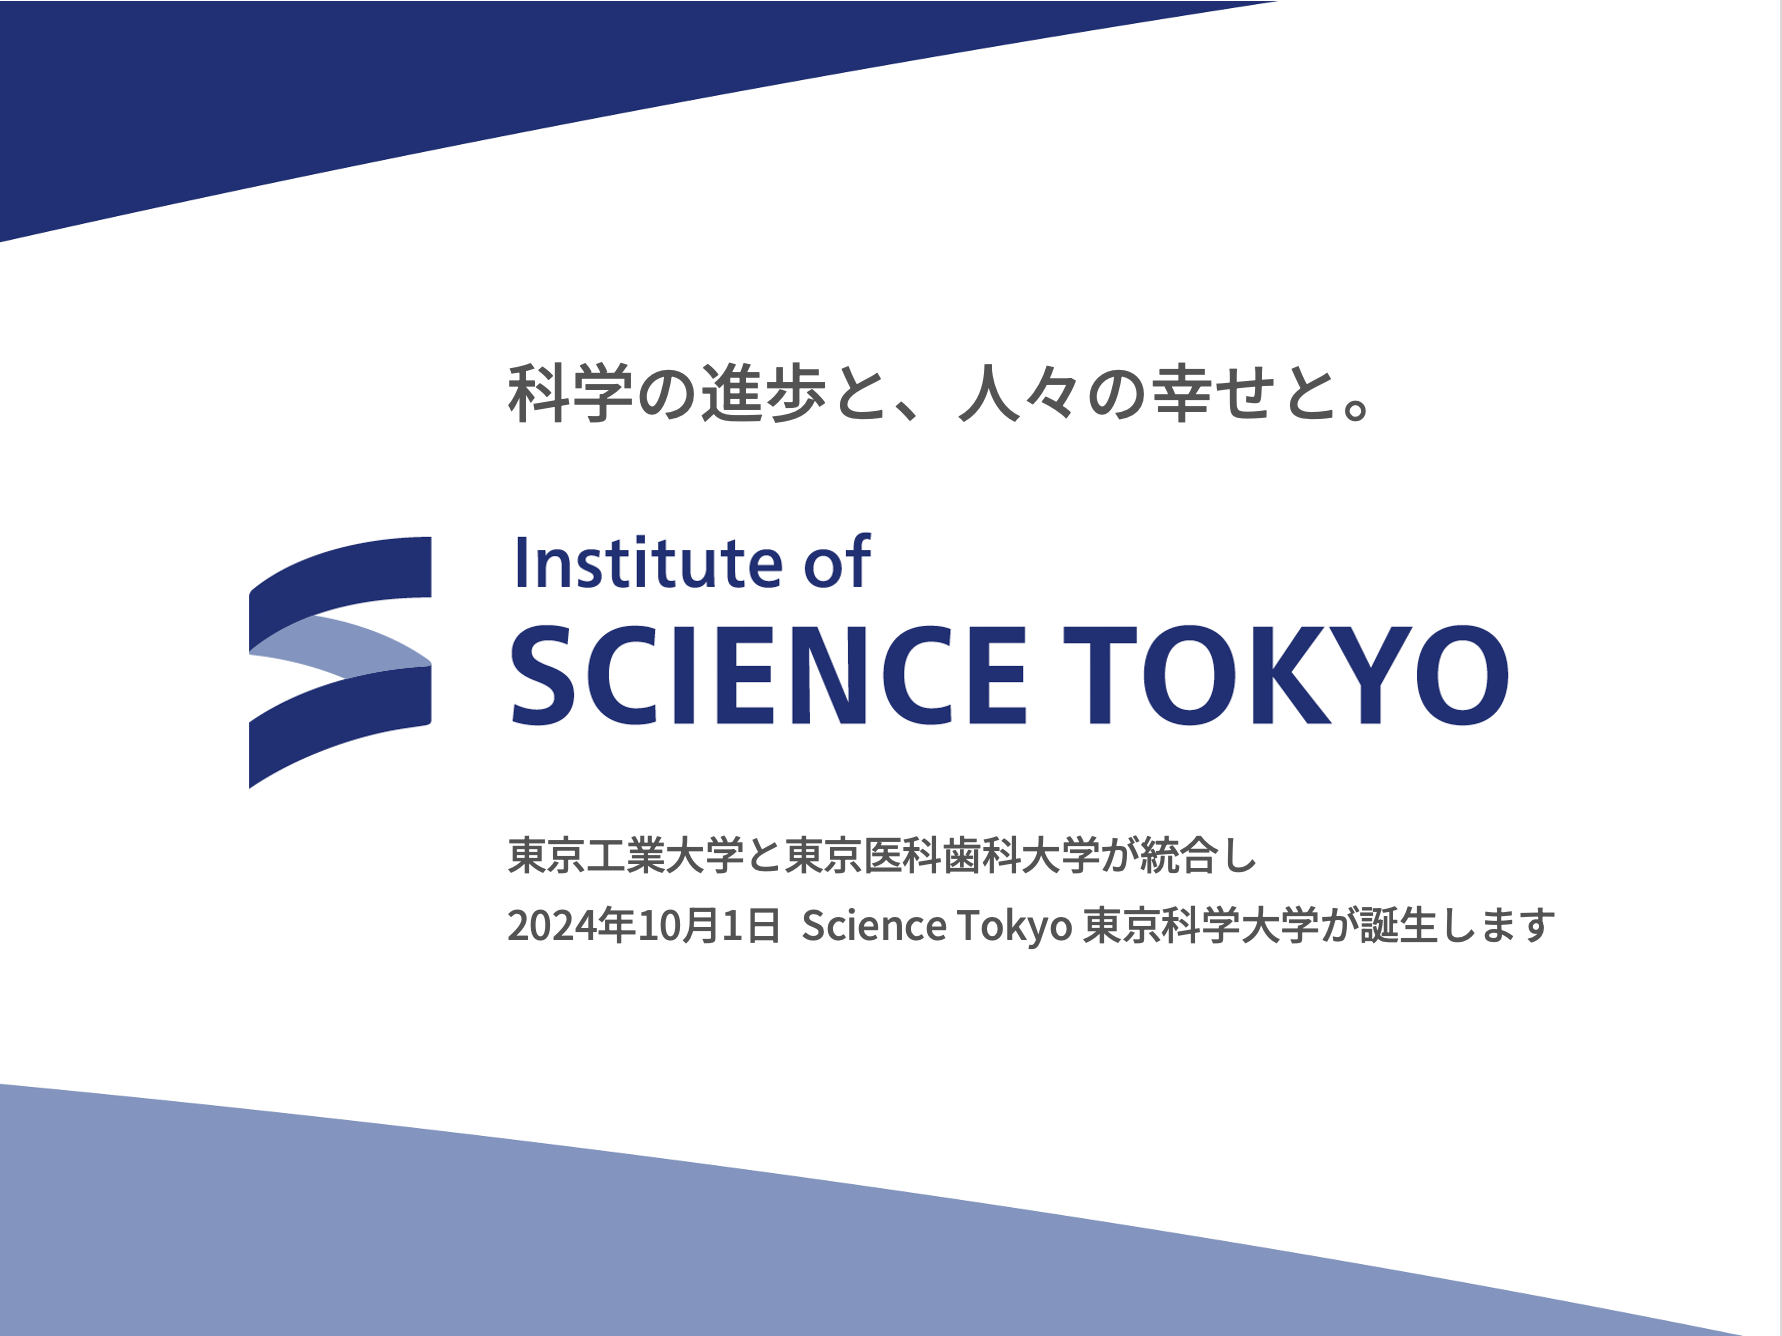 科学の進歩と、人々の幸せと。
Institute of
SCIENCE TOKYO
東京工業大学と東京医科歯科大学が統合し
2024年10月1日 Science Tokyo 東京科学大学が誕生します